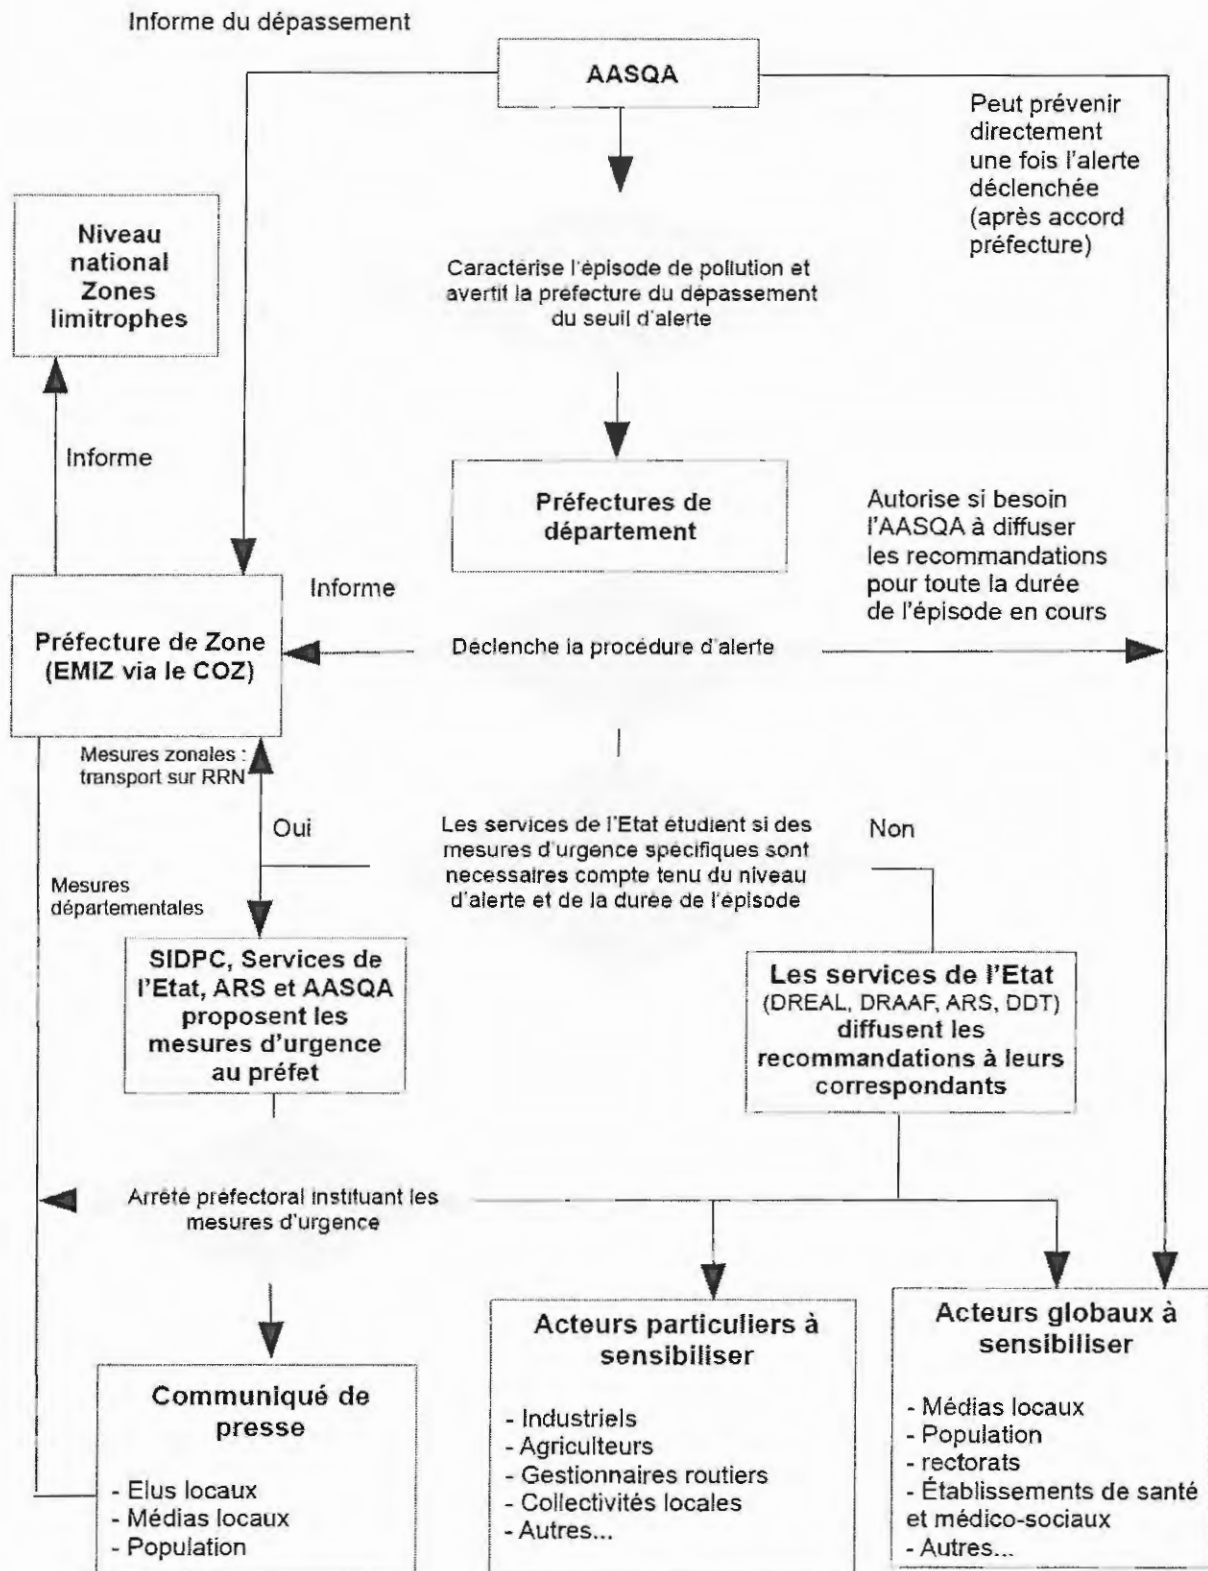 Informe du dépassement
AASQA
Peut prévenir
directement
une fois l'alerte
déclenchée
(après accord
préfecture)
Niveau
national
Zones
limitrophes
Caractérise l'épisode de pollution et
avertit la préfecture du dépassement
du seuil d'alerte
Informe
Préfectures de
département
Autorise si besoin
l'AASQA à diffuser
les recommandations
pour toute la durée
de l'épisode en cours
Informe
Préfecture de Zone
(EMIZ via le COZ)
Déclenche la procédure d'alerte
Mesures zonales :
transport sur RRN
Oui
Les services de l'Etat étudient si des
mesures d'urgence spécifiques sont
necessaires compte tenu du niveau
d'alerte et de la durée de l'épisode
Non
Mesures
départementales
SIDPC, Services de
l'Etat, ARS et AASQA
proposent les
mesures d'urgence
au préfet
Les services de l'Etat
(DREAL, DRAAF, ARS, DDT)
diffusent les
recommandations à leurs
correspondants
Arrêté préfectoral instituant les
mesures d'urgence
Communiqué de
presse
- Elus locaux
- Médias locaux
- Population
Acteurs particuliers à
sensibiliser
- Industriels
- Agriculteurs
- Gestionnaires routiers
- Collectivités locales
- Autres...
Acteurs globaux à
sensibiliser
- Médias locaux
- Population
- rectorats
- Établissements de santé
et médico-sociaux
- Autres...